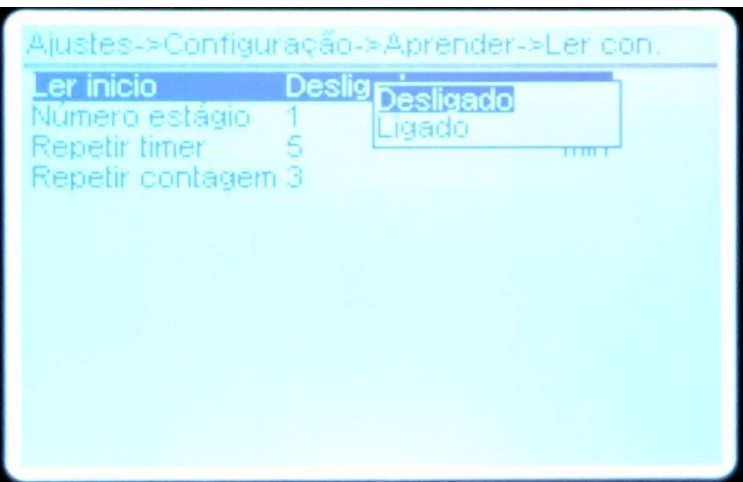 Ajustes->Configuração->Aprender->Ler con.
Ler inicio Deslig
Desligado
Número estágio 1
Ligado
Repetir timer 5 min
Repetir contagem 3